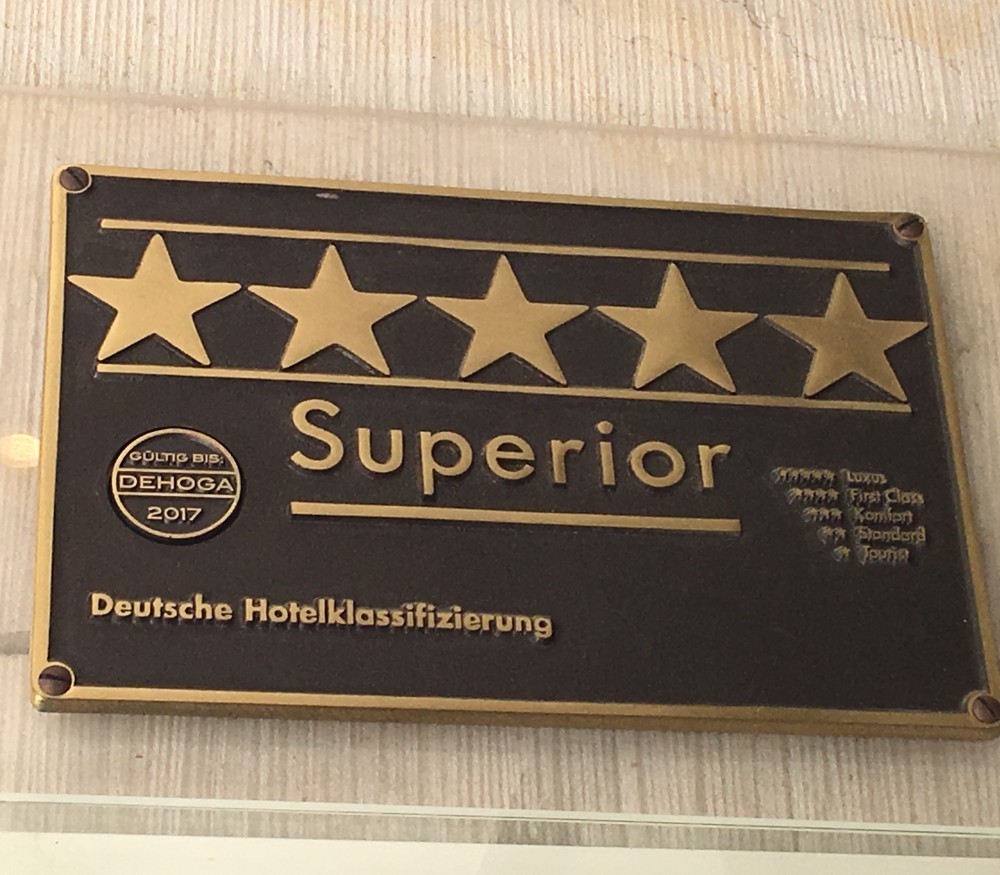 Superior
GÜLTIG BIS:
DEHOGA
2017
Luxus
First Class
Komfort
Standard
Tourist
Deutsche Hotelklassifizierung